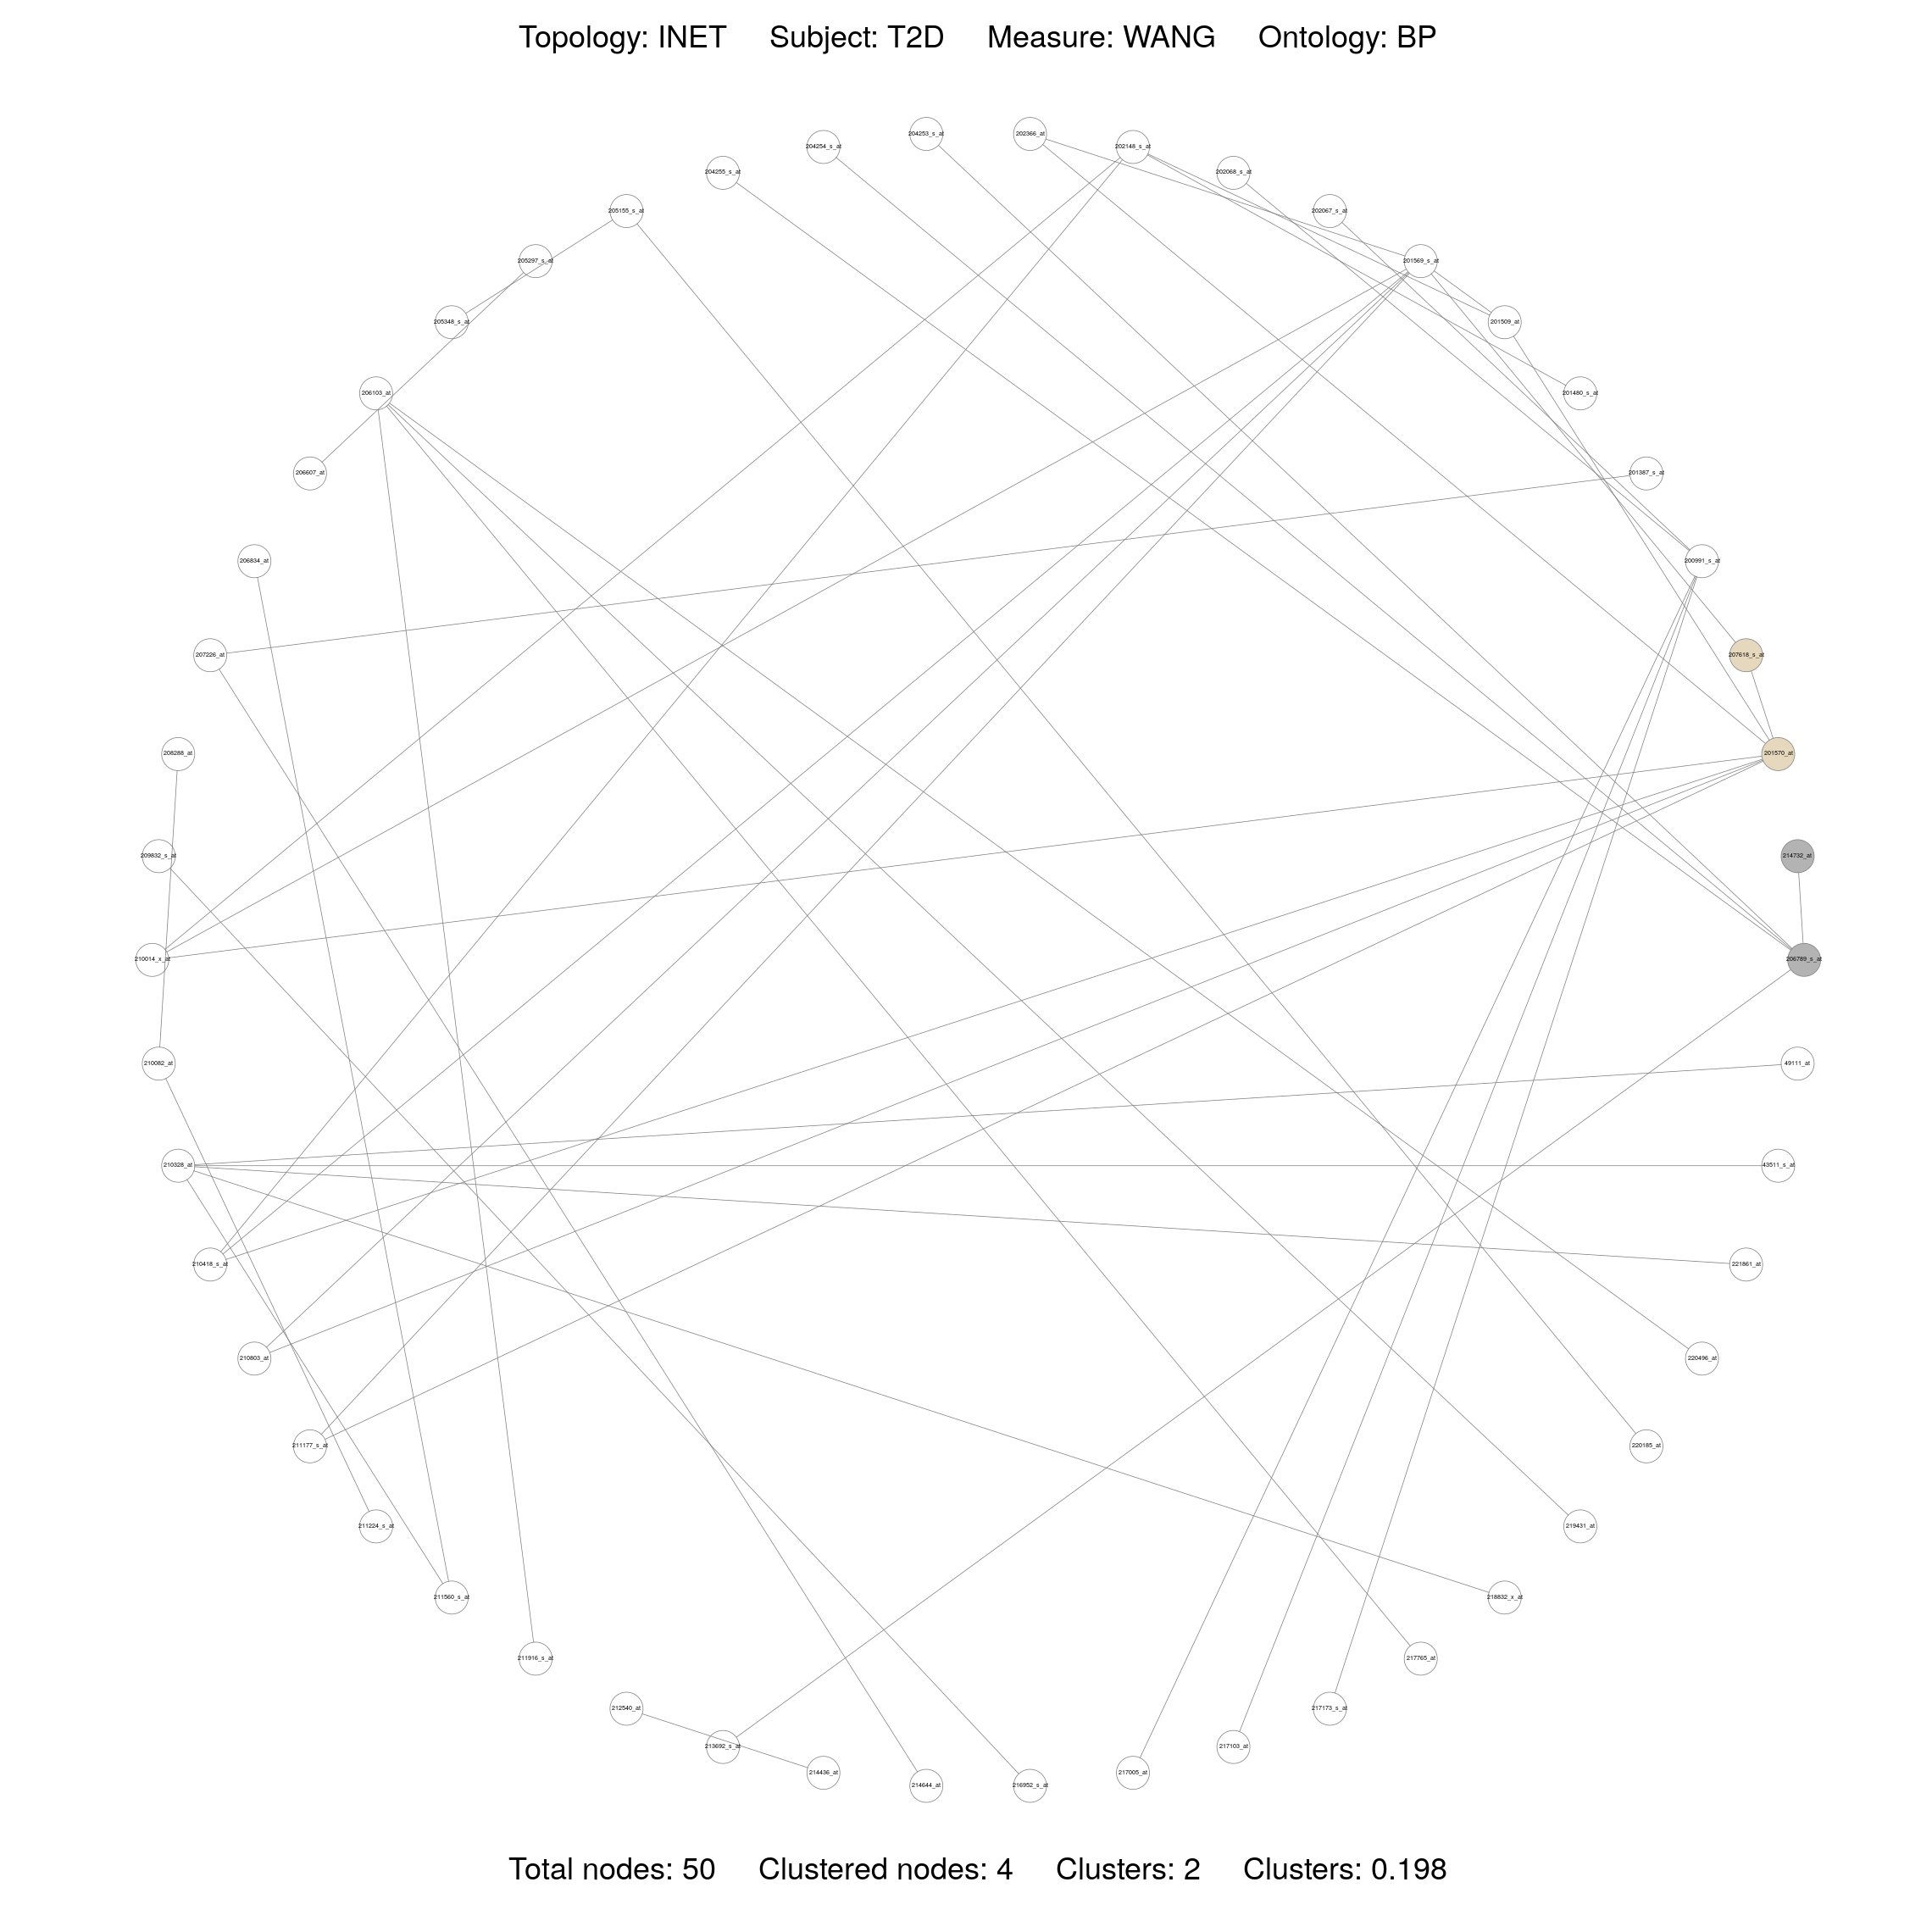 Topology: INET Subject: T2D Measure: WANG Ontology: BP
204253_s_at
202366_at
204254_s_at
202148_s_at
204255_s_at
202068_s_at
205155_s_at
202067_s_at
205297_s_at
201569_s_at
205348_s_at
201509_at
206103_at
201480_s_at
206607_at
201387_s_at
206834_at
200991_s_at
207226_at
207618_s_at
208288_at
201570_at
209832_s_at
214732_at
210014_x_at
206789_s_at
210082_at
49111_at
210328_at
43511_s_at
210418_s_at
221861_at
210803_at
220496_at
211177_s_at
220185_at
211224_s_at
219431_at
211560_s_at
218832_x_at
211916_s_at
217765_at
212540_at
217173_s_at
213692_s_at
217103_at
214436_at
217005_at
214644_at
216952_s_at
Total nodes: 50 Clustered nodes: 4 Clusters: 2 Clusters: 0.198